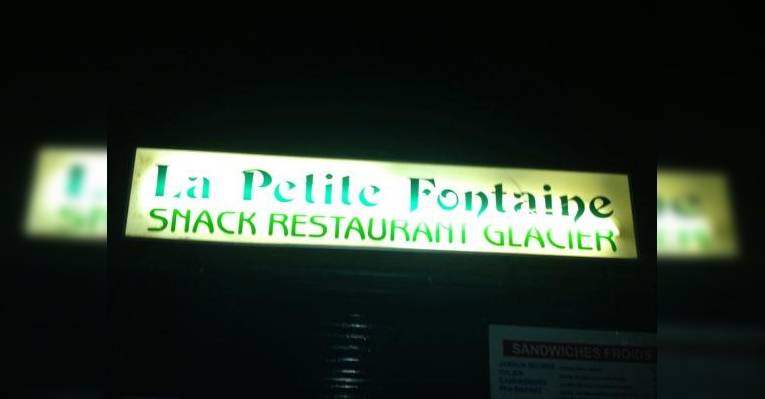 La Petite Fontaine
SNACK RESTAURANT GLACIER
SANDWICHES FROIDS